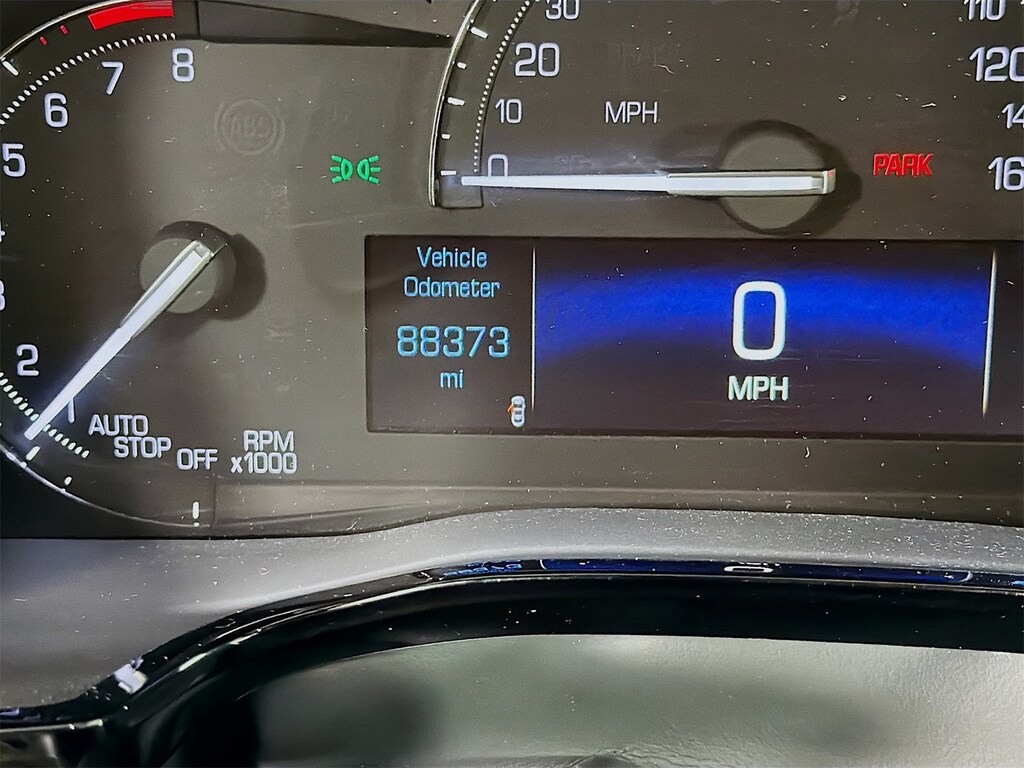 8
7
6
5
2
1
AUTO
STOP
OFF
RPM
x1000
ABS
30
20
10
0
MPH
110
120
PARK
Vehicle
Odometer
88373
mi
0
MPH